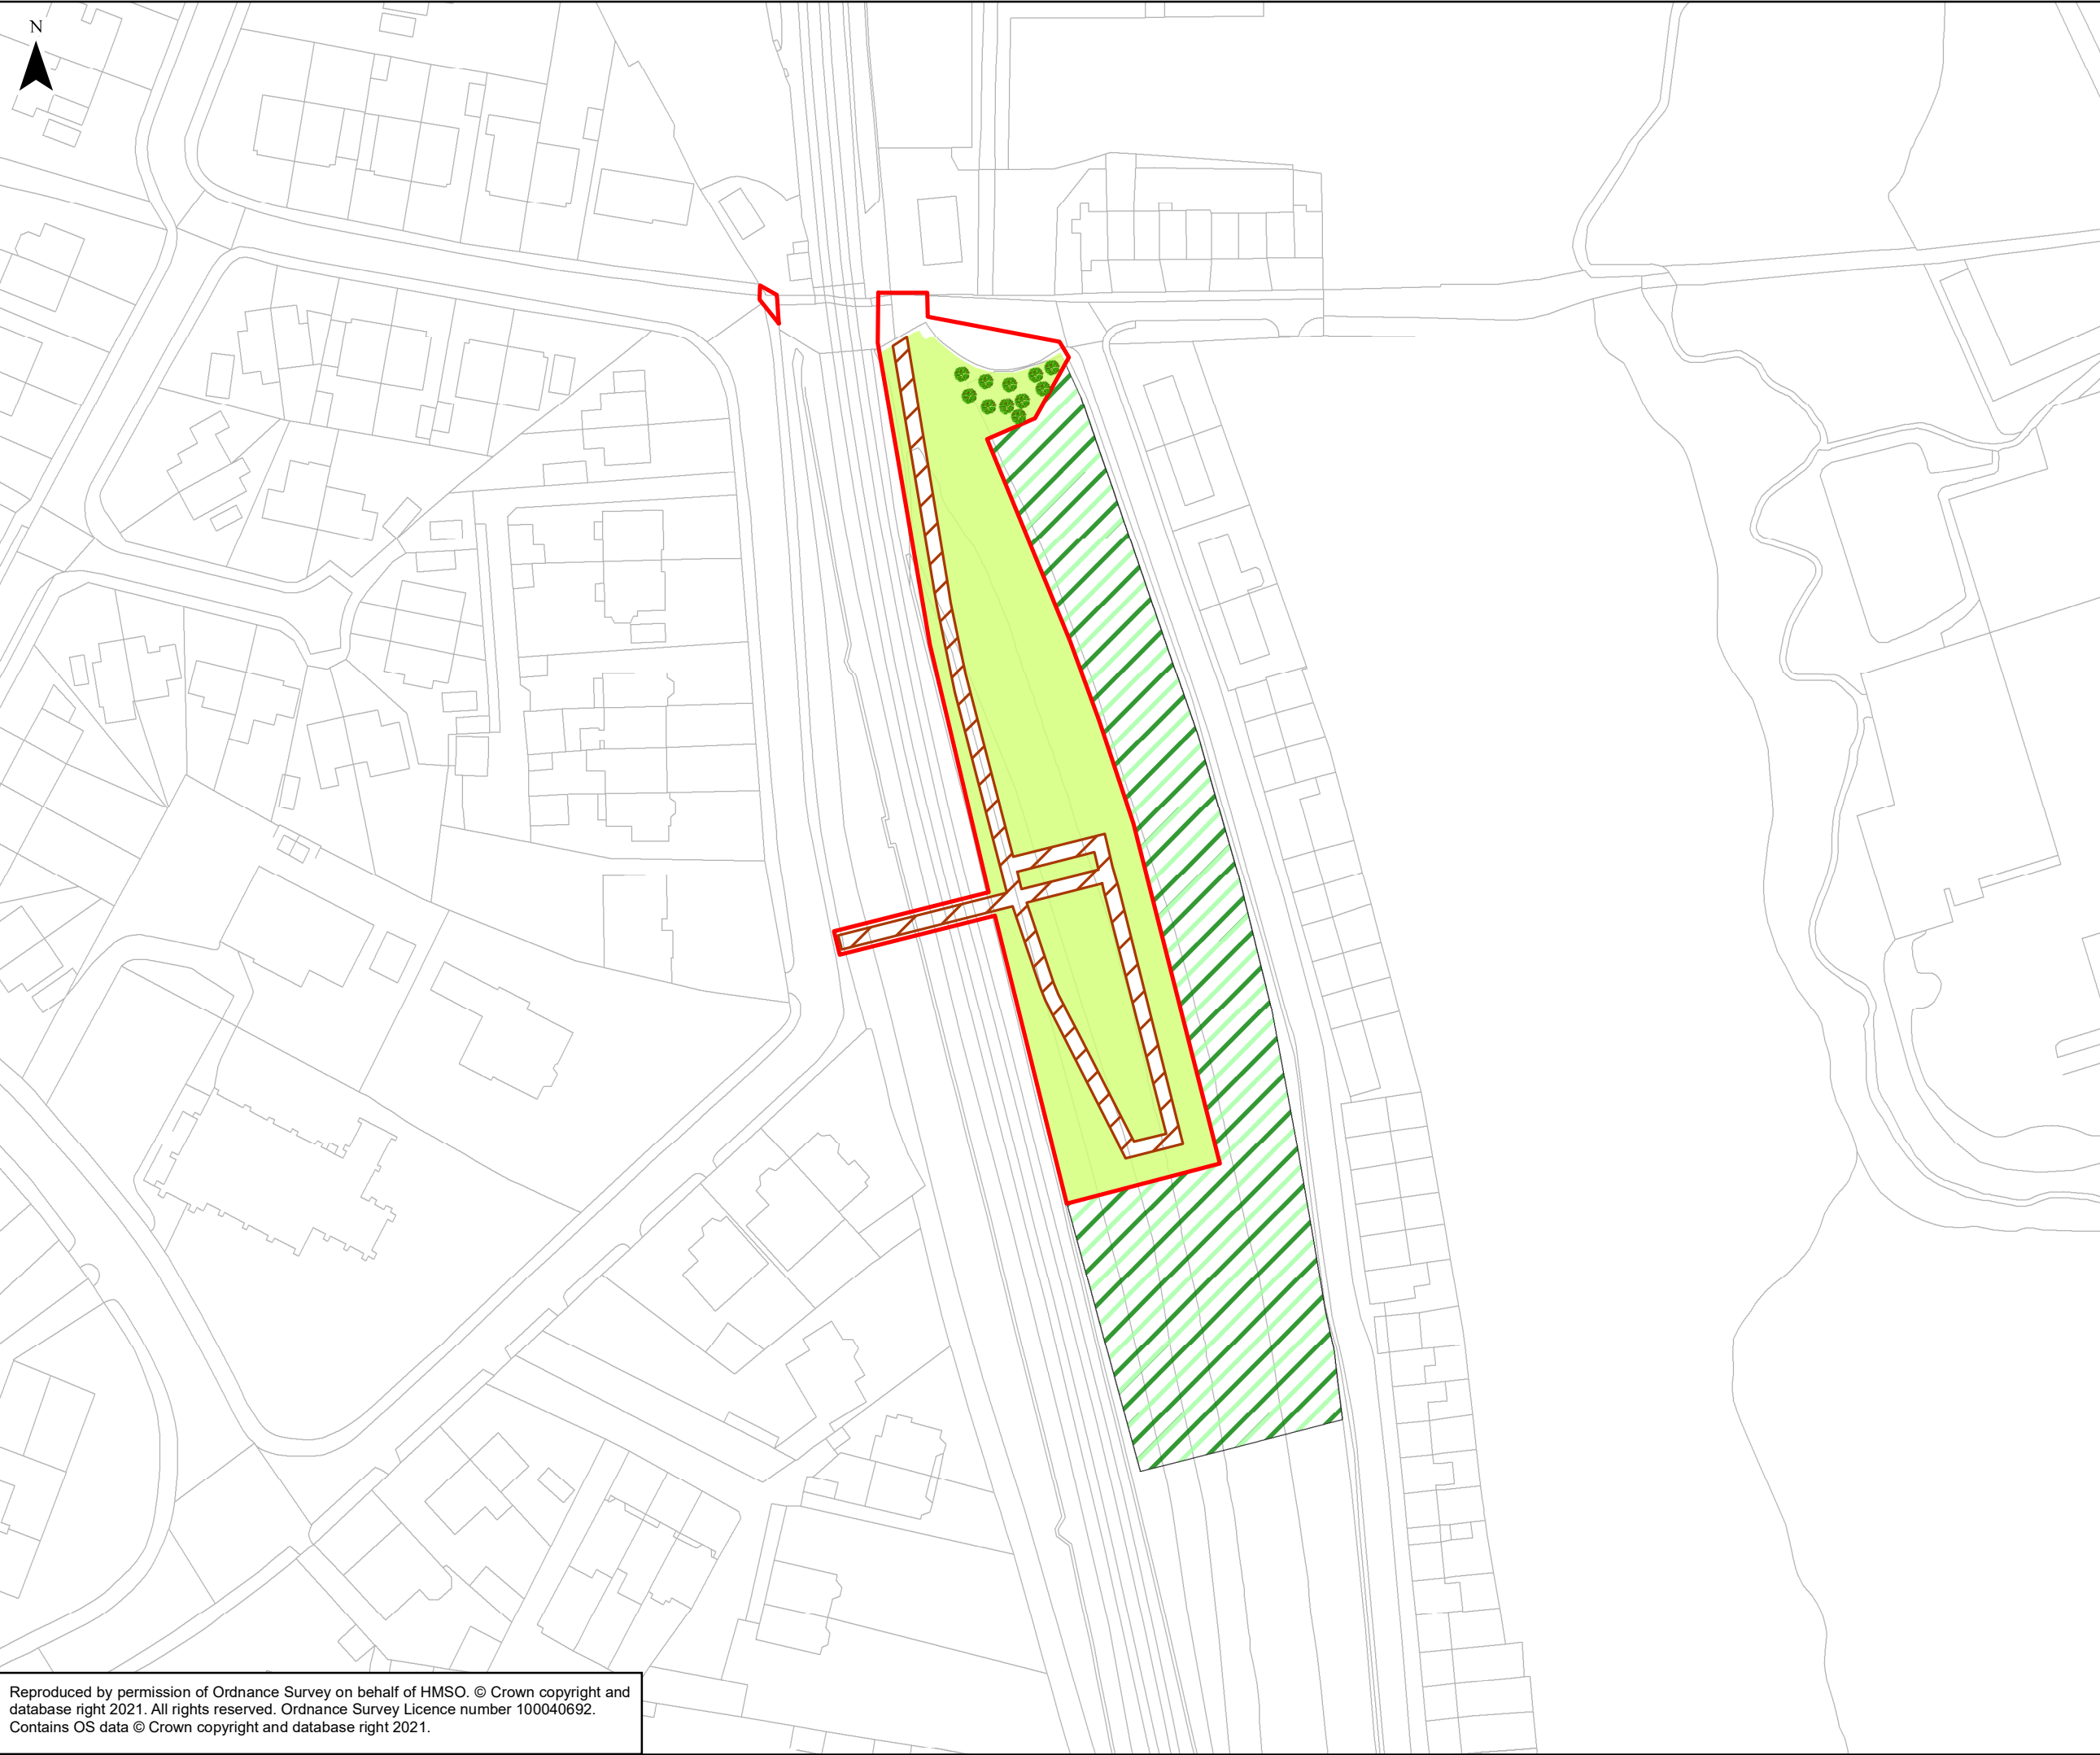 N
Reproduced by permission of Ordnance Survey on behalf of HMSO. © Crown copyright and
database right 2021. All rights reserved. Ordnance Survey Licence number 100040692.
Contains OS data © Crown copyright and database right 2021.